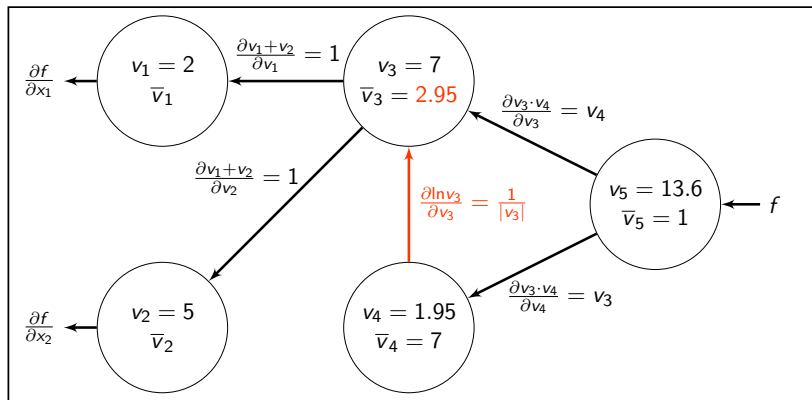 ∂f/∂x₁
v₁ = 2
v̅₁
∂v₁+v₂/∂v₁ = 1
v₃ = 7
v̅₃ = 2.95
∂v₃·v₄/∂v₃ = v₄
∂v₁+v₂/∂v₂ = 1
∂lnv₃/∂v₃ = 1/|v₃|
v₅ = 13.6
v̅₅ = 1
f
∂f/∂x₂
v₂ = 5
v̅₂
v₄ = 1.95
v̅₄ = 7
∂v₃·v₄/∂v₄ = v₃